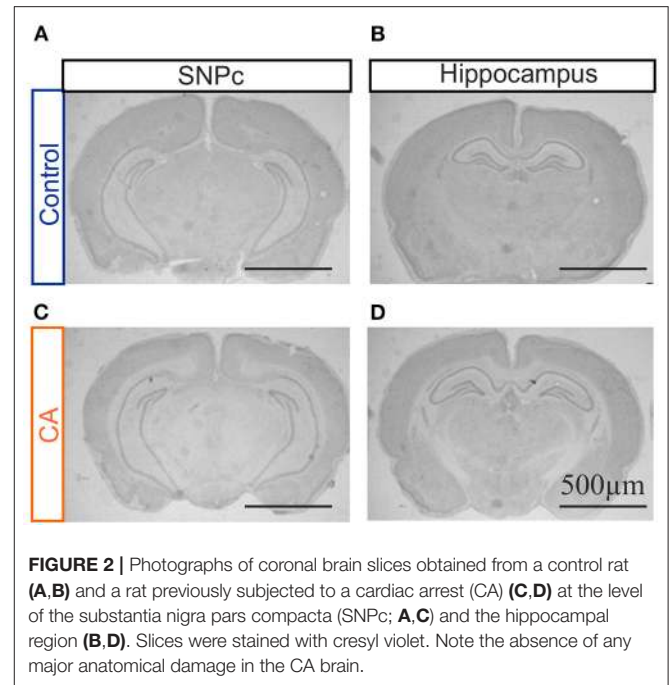 A
B
SNPc
Hippocampus
Control
C
D
CA
500µm
FIGURE 2 | Photographs of coronal brain slices obtained from a control rat
(A,B) and a rat previously subjected to a cardiac arrest (CA) (C,D) at the level
of the substantia nigra pars compacta (SNPc; A,C) and the hippocampal
region (B,D). Slices were stained with cresyl violet. Note the absence of any
major anatomical damage in the CA brain.